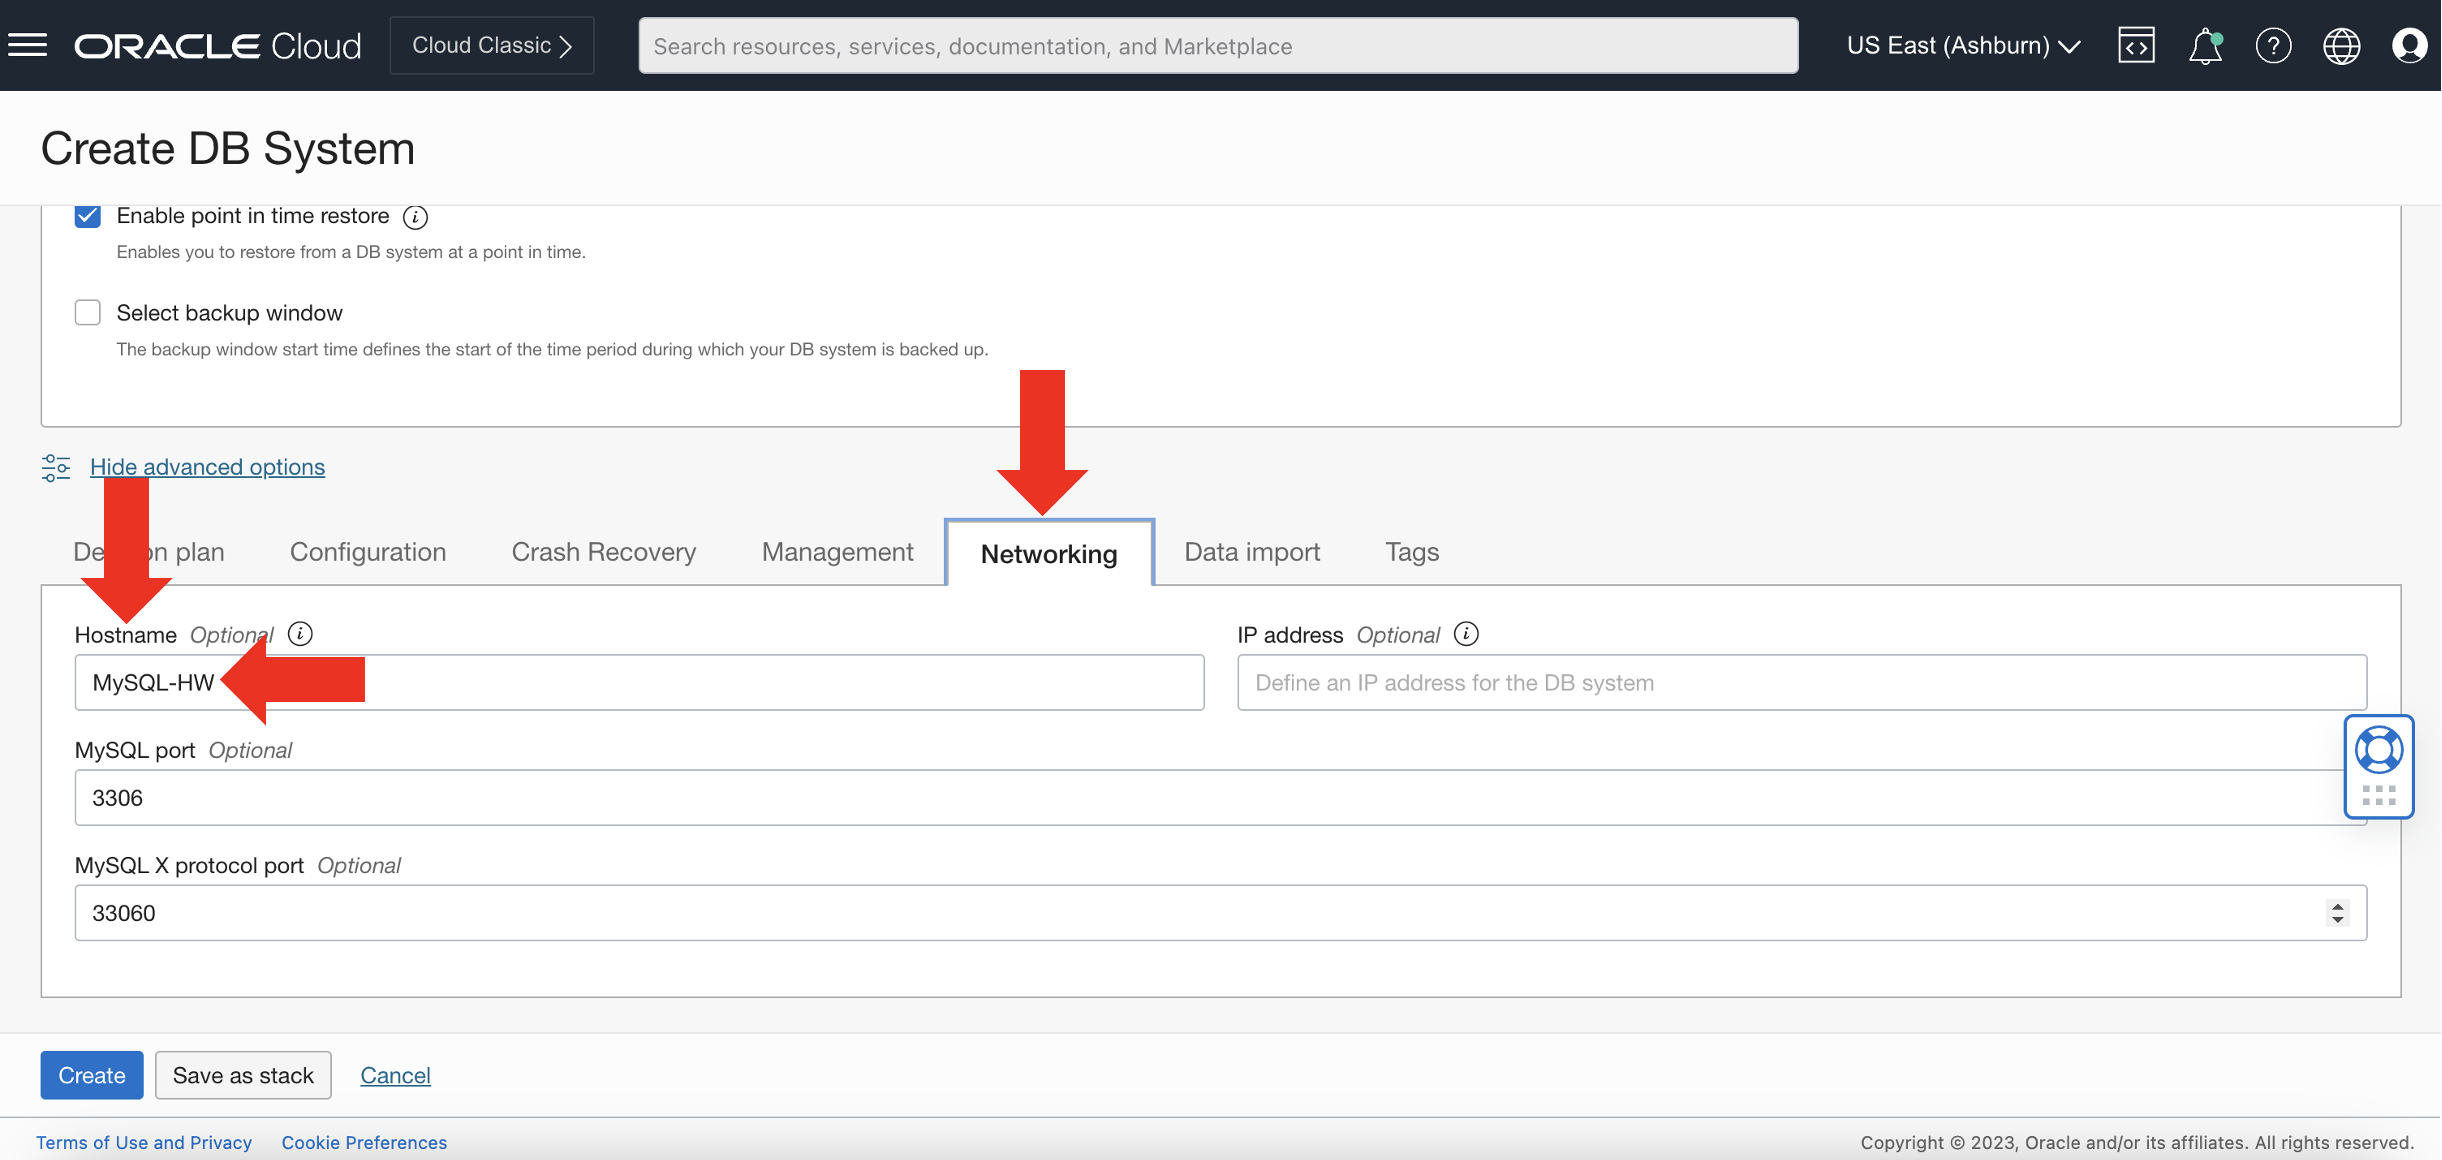 ORACLE Cloud
Cloud Classic
Search resources, services, documentation, and Marketplace
US East (Ashburn)
Create DB System
Enable point in time restore
Enables you to restore from a DB system at a point in time.
Select backup window
The backup window start time defines the start of the time period during which your DB system is backed up.
Hide advanced options
plan Configuration Crash Recovery Management Networking Data import Tags
Hostname Optional
MySQL-HW
IP address Optional
Define an IP address for the DB system
MySQL port Optional
3306
MySQL X protocol port Optional
33060
Create Save as stack Cancel
Terms of Use and Privacy Cookie Preferences
Copyright © 2023, Oracle and/or its affiliates. All rights reserved.